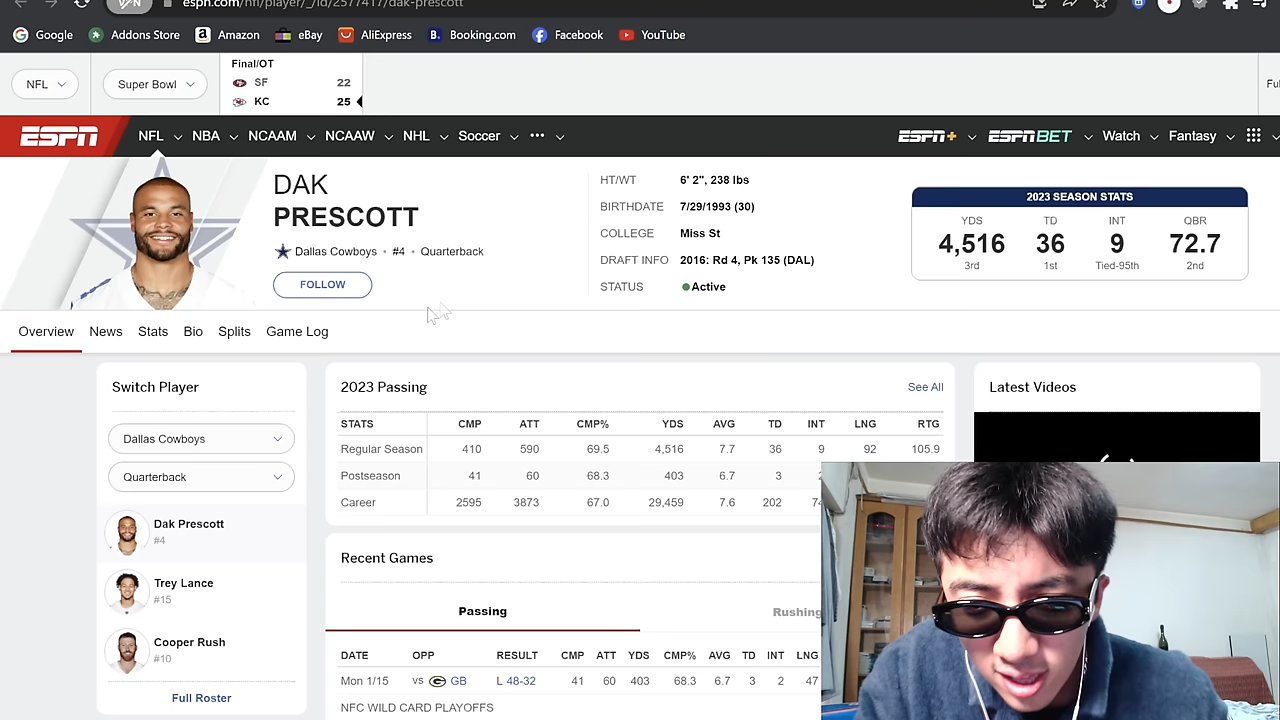 espn.com/nfl/player/_/id/2577417/dak-prescott
Google Addons Store Amazon eBay AliExpress Booking.com Facebook YouTube
NFL Super Bowl
Final/OT
SF 22
KC 25
ESPN NFL NBA NCAAM NCAAW NHL Soccer ESPN+ ESPN BET Watch Fantasy
DAK
PRESCOTT
Dallas Cowboys • #4 • Quarterback
FOLLOW
HT/WT 6' 2", 238 lbs
BIRTHDATE 7/29/1993 (30)
COLLEGE Miss St
DRAFT INFO 2016: Rd 4, Pk 135 (DAL)
STATUS Active
2023 SEASON STATS
YDS TD INT QBR
4,516 36 9 72.7
3rd 1st Tied-95th 2nd
Overview News Stats Bio Splits Game Log
Switch Player
Dallas Cowboys
Quarterback
Dak Prescott
#4
Trey Lance
#15
Cooper Rush
#10
Full Roster
2023 Passing See All
STATS CMP ATT CMP% YDS AVG TD INT LNG RTG
Regular Season 410 590 69.5 4,516 7.7 36 9 92 105.9
Postseason 41 60 68.3 403 6.7 3
Career 2595 3873 67.0 29,459 7.6 202
Recent Games
Passing Rushing
DATE OPP RESULT CMP ATT YDS CMP% AVG TD INT LNG
Mon 1/15 vs GB L 48-32 41 60 403 68.3 6.7 3 2 47
NFC WILD CARD PLAYOFFS
Latest Videos